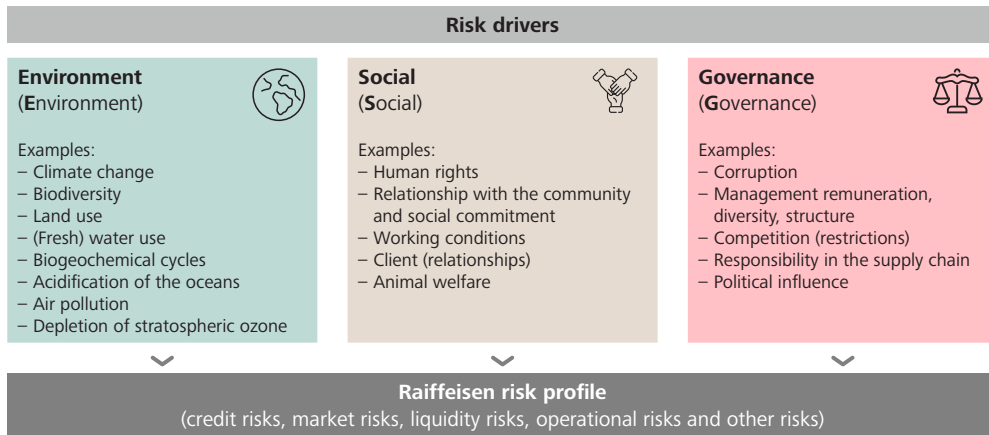 Risk drivers
Environment
(Environment)
Examples:
– Climate change
– Biodiversity
– Land use
– (Fresh) water use
– Biogeochemical cycles
– Acidification of the oceans
– Air pollution
– Depletion of stratospheric ozone
Social
(Social)
Examples:
– Human rights
– Relationship with the community
and social commitment
– Working conditions
– Client (relationships)
– Animal welfare
Governance
(Governance)
Examples:
– Corruption
– Management remuneration,
diversity, structure
– Competition (restrictions)
– Responsibility in the supply chain
– Political influence
Raiffeisen risk profile
(credit risks, market risks, liquidity risks, operational risks and other risks)